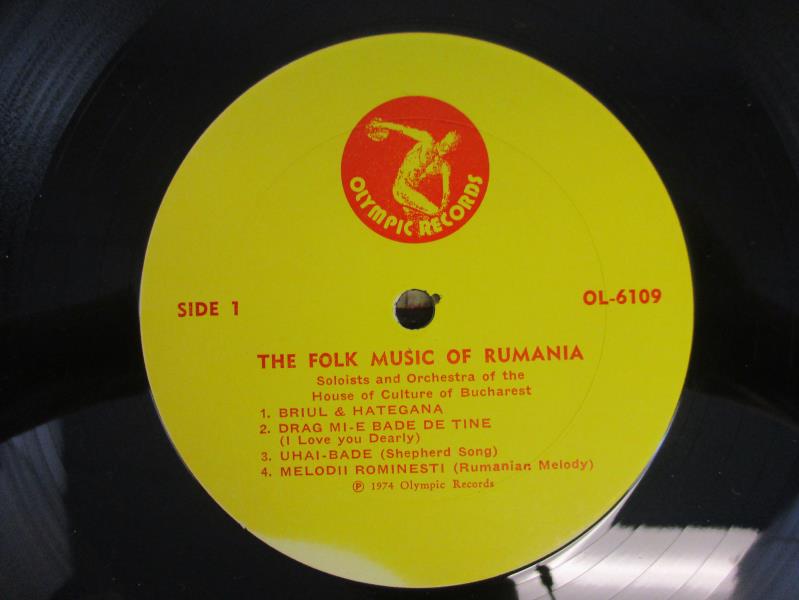 OLYMPIC RECORDS
SIDE 1
OL-6109
THE FOLK MUSIC OF RUMANIA
Soloists and Orchestra of the
House of Culture of Bucharest
1. BRIUL & HATEGANA
2. DRAG MI-E BADE DE TINE
(I Love you Dearly)
3. UHAI-BADE (Shepherd Song)
4. MELODII ROMINESTI (Rumanian Melody)
℗ 1974 Olympic Records